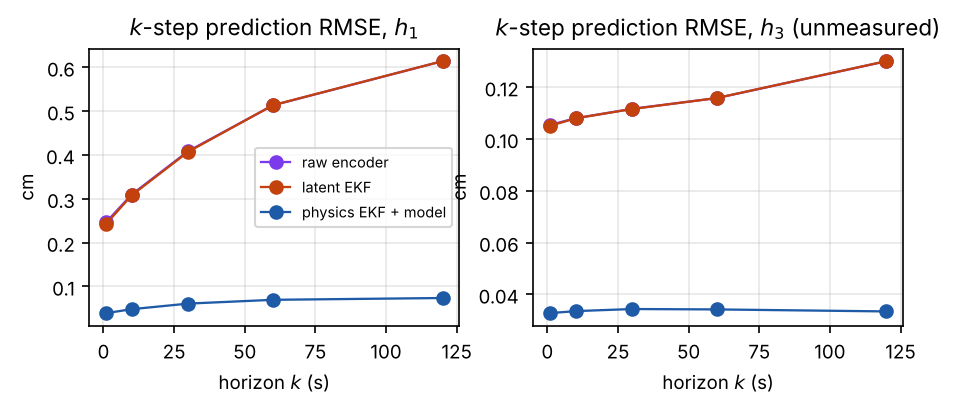 k-step prediction RMSE, h₁
cm
0.6
0.5
0.4
0.3
0.2
0.1
raw encoder
latent EKF
physics EKF + model
0 25 50 75 100 125
horizon k (s)
k-step prediction RMSE, h₃ (unmeasured)
cm
0.12
0.10
0.08
0.06
0.04
0 25 50 75 100 125
horizon k (s)